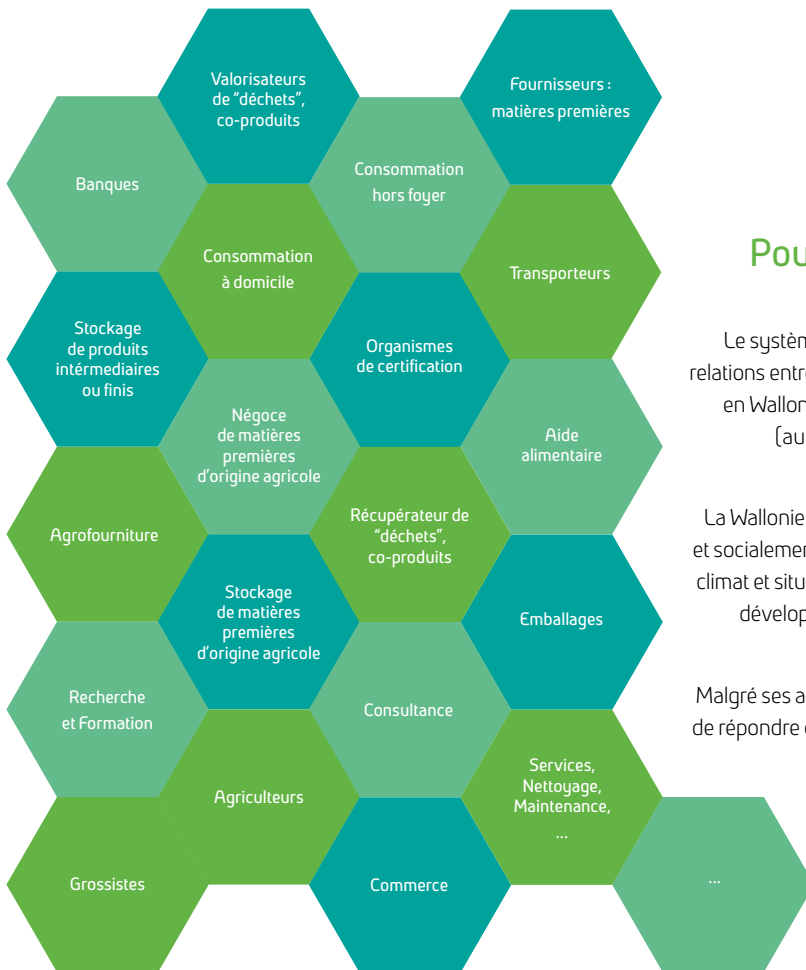 Valorisateurs
de “déchets”,
co-produits
Fournisseurs :
matières premières
Banques
Consommation
hors foyer
Consommation
à domicile
Transporteurs
Stockage
de produits
intérmediaires
ou finis
Organismes
de certification
Négoce
de matières
premières
d’origine agricole
Aide
alimentaire
Agrofourniture
Récupérateur de
“déchets”,
co-produits
Stockage
de matières
premières
d’origine agricole
Emballages
Recherche
et Formation
Consultance
Agriculteurs
Services,
Nettoyage,
Maintenance,
...
Grossistes
Commerce
...
Pou
Le systèm
relations entre
en Wallon
(au
La Wallonie
et socialemen
climat et situ
dévelop
Malgré ses a
de répondre